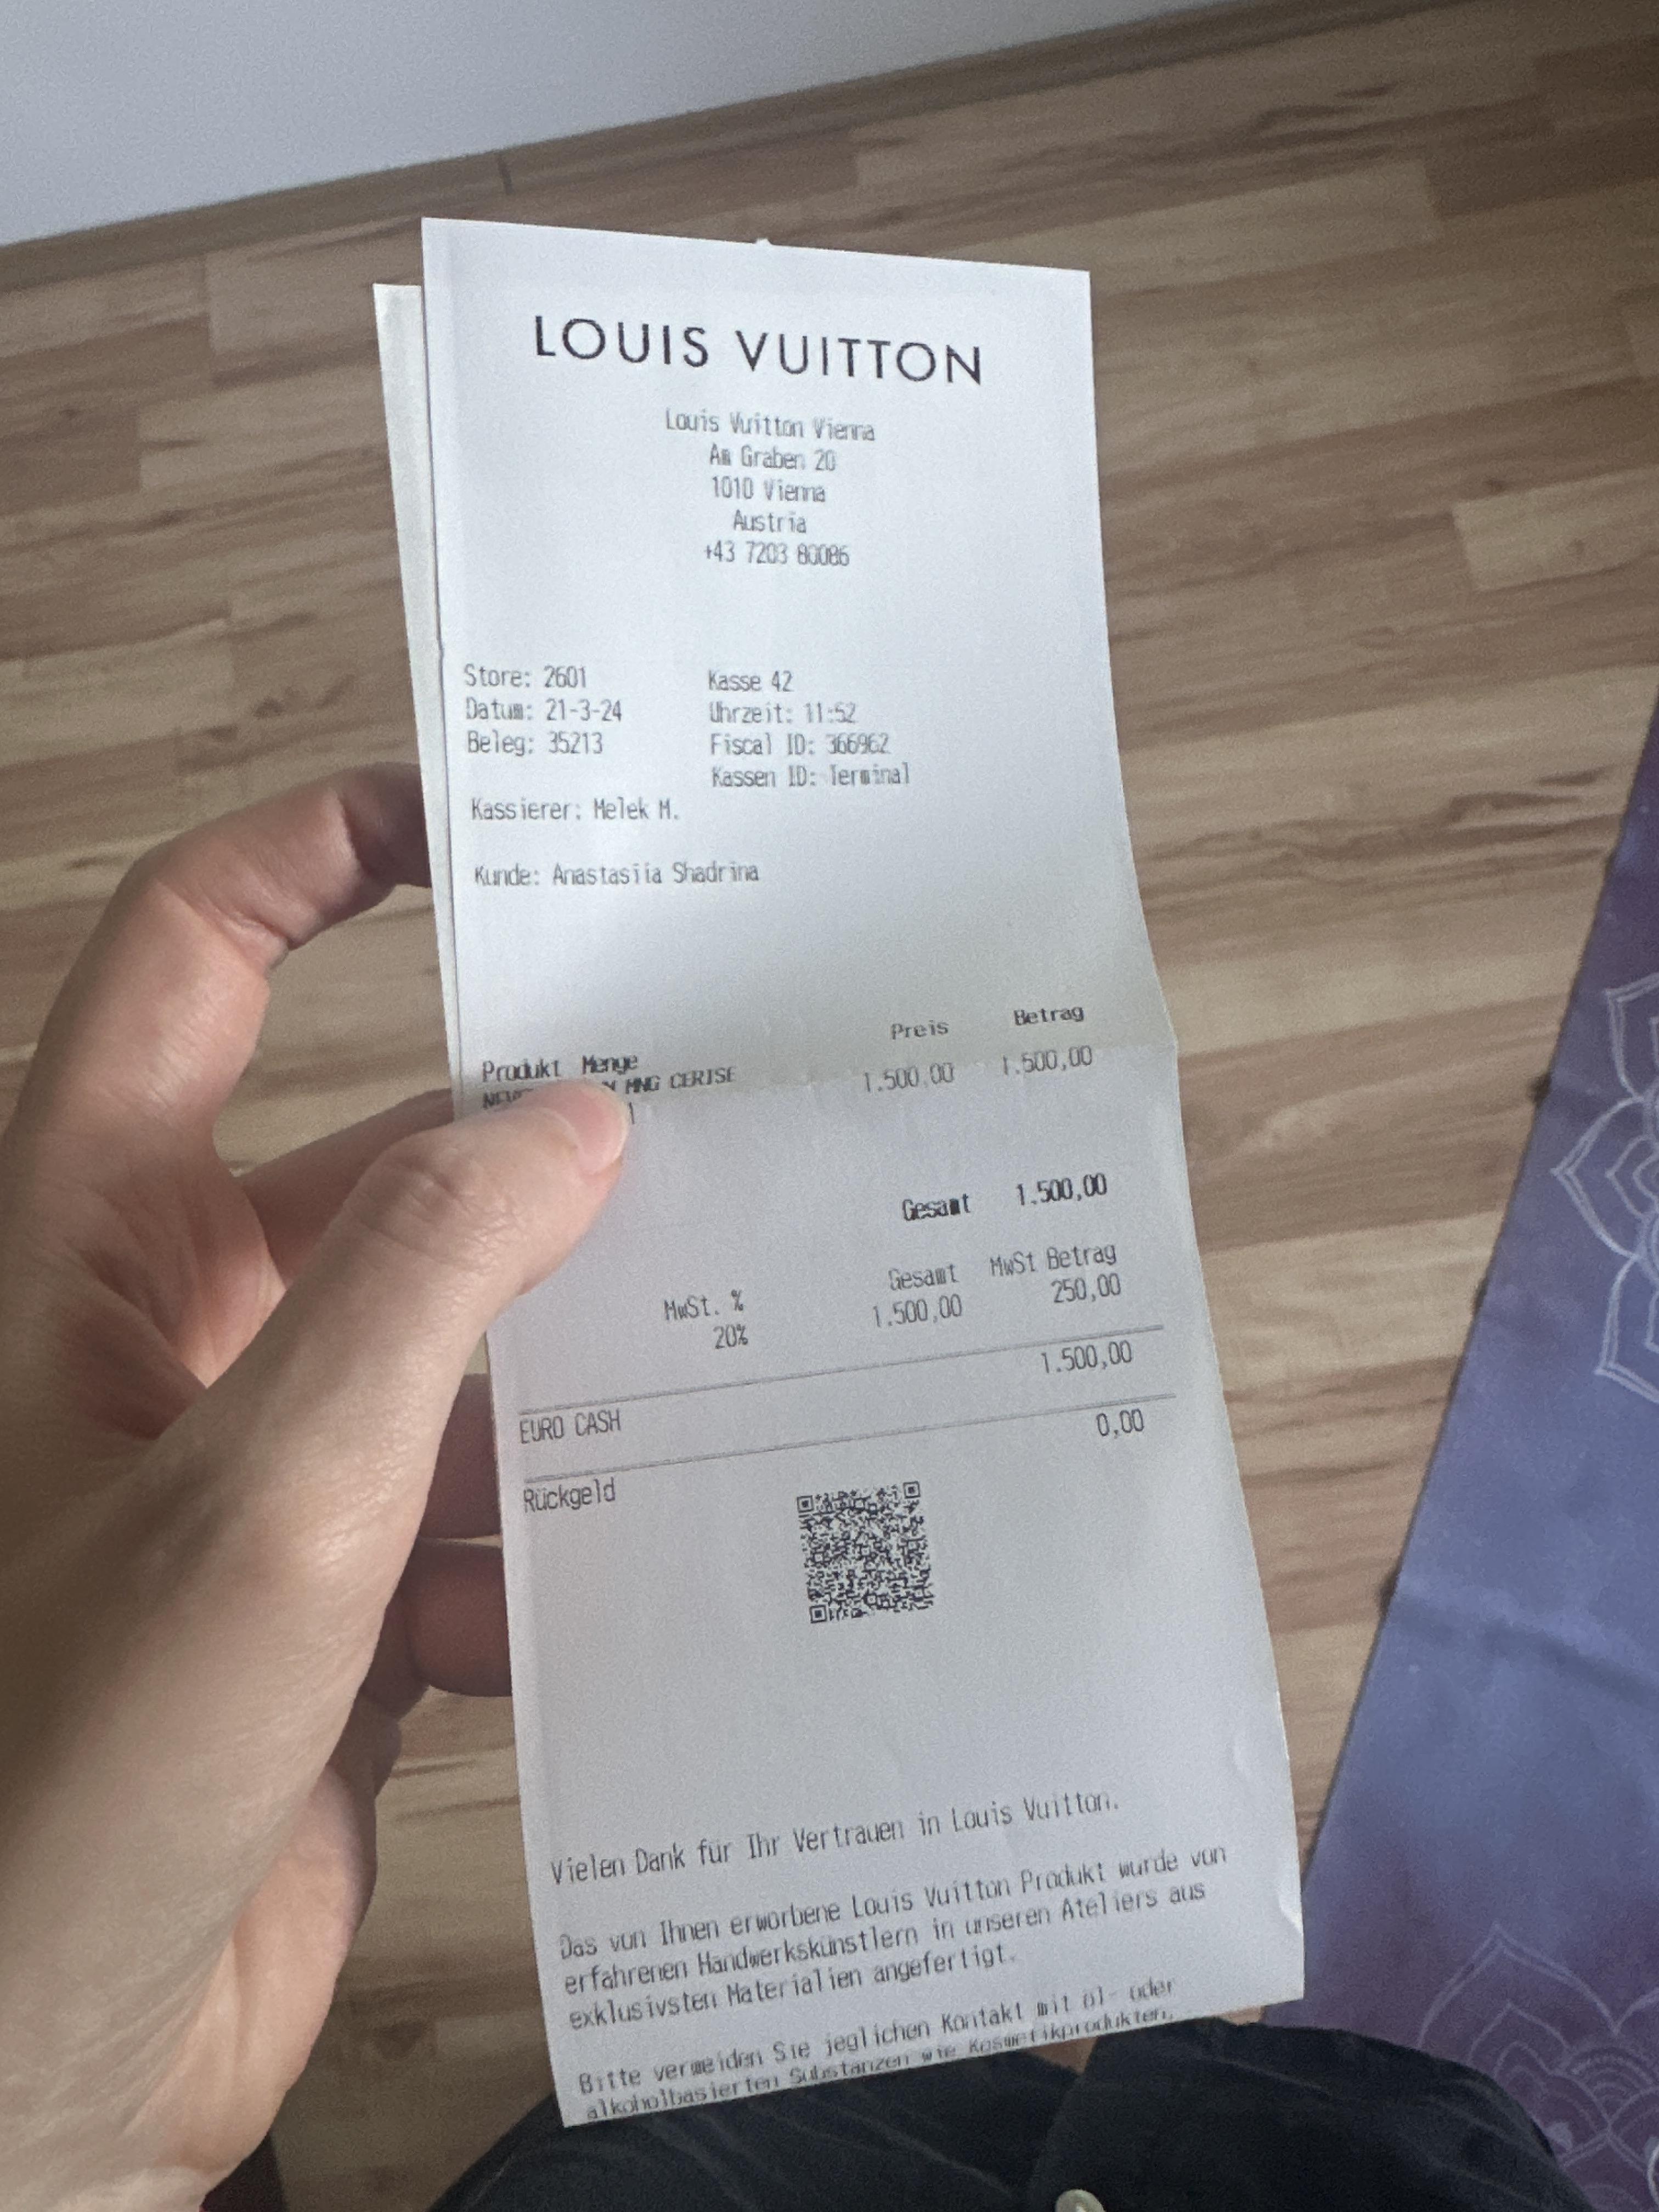 LOUIS VUITTON
Louis Vuitton Vienna
Am Graben 20
1010 Vienna
Austria
+43 7203 80086
Store: 2601 Kasse 42
Datum: 21-3-24 Uhrzeit: 11:52
Beleg: 35213 Fiscal ID: 366962
Kassen ID: Terminal
Kassierer: Melek M.
Kunde: Anastasiia Shadrina
Produkt Menge Preis Betrag
MNG CERISE 1.500,00 1.500,00
1
Gesamt 1.500,00
MwSt. % Gesamt MwSt Betrag
20% 1.500,00 250,00
EURO CASH 1.500,00
Rückgeld 0,00
Vielen Dank für Ihr Vertrauen in Louis Vuitton.
Das von Ihnen erworbene Louis Vuitton Produkt wurde von
erfahrenen Handwerkskünstlern in unseren Ateliers aus
exklusivsten Materialien angefertigt.
Bitte vermeiden Sie jeglichen Kontakt mit öl- oder
alkoholbasierten Substanzen wie Kosmetikprodukten,